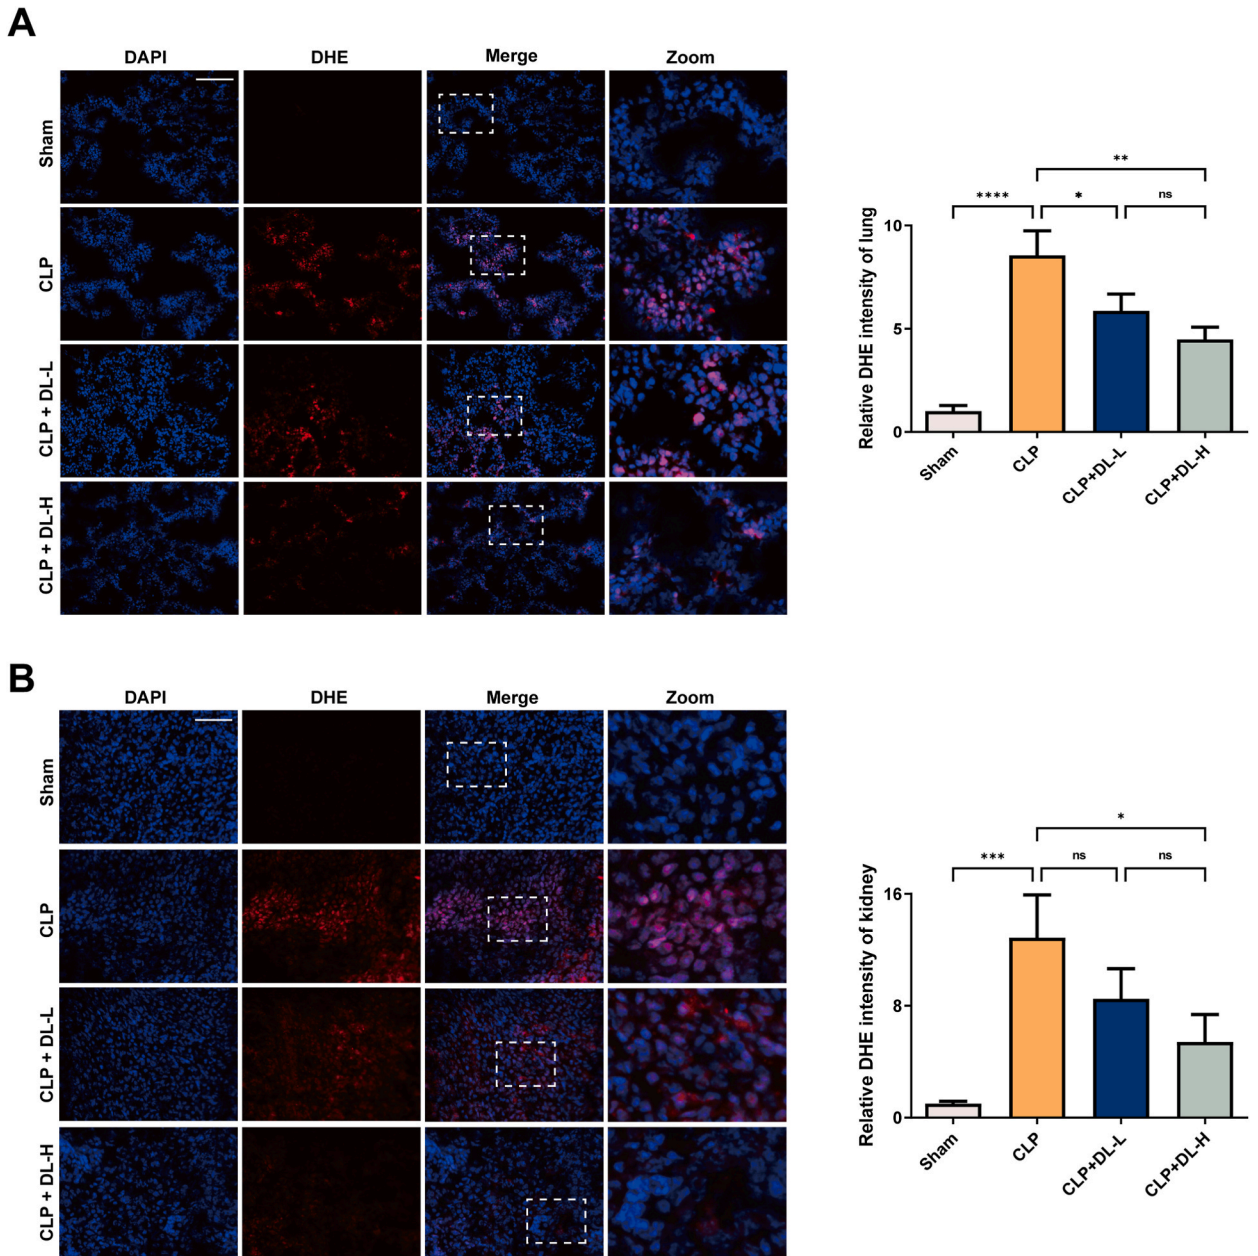 A
DAPI DHE Merge Zoom
Sham
CLP
CLP + DL-L
CLP + DL-H
Relative DHE intensity of lung
**
**** * ns
10
5
0
Sham CLP CLP+DL-L CLP+DL-H
B
DAPI DHE Merge Zoom
Sham
CLP
CLP + DL-L
CLP + DL-H
Relative DHE intensity of kidney
*
*** ns ns
16
8
0
Sham CLP CLP+DL-L CLP+DL-H